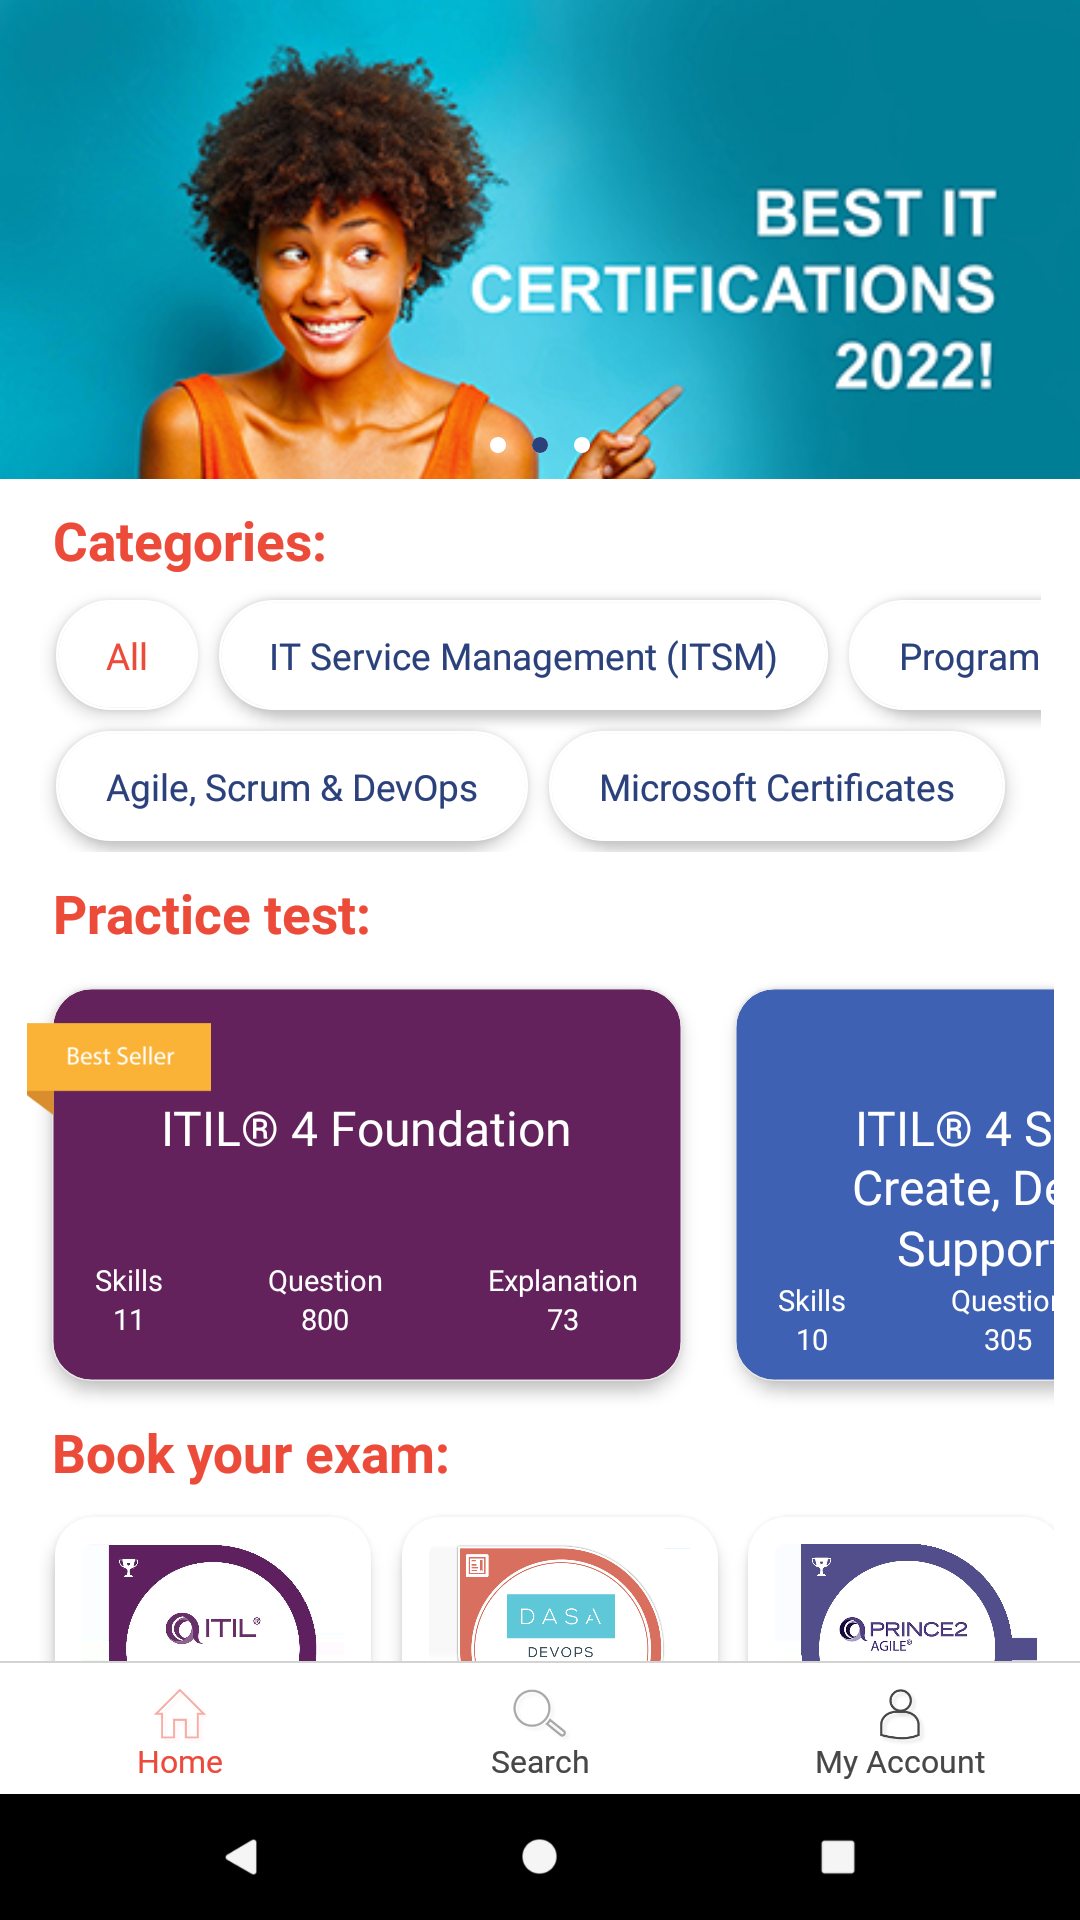 BEST IT
CERTIFICATIONS
2022!
Categories:
All
IT Service Management (ITSM)
Program
Agile, Scrum & DevOps
Microsoft Certificates
Practice test:
Best Seller
ITIL® 4 Foundation
Skills
11
Question
800
Explanation
73
ITIL® 4 S
Create, De
Support
Skills
10
Question
305
Book your exam:
ITIL®
DASA
DEVOPS
PRINCE2
AGILE®
Home
Search
My Account